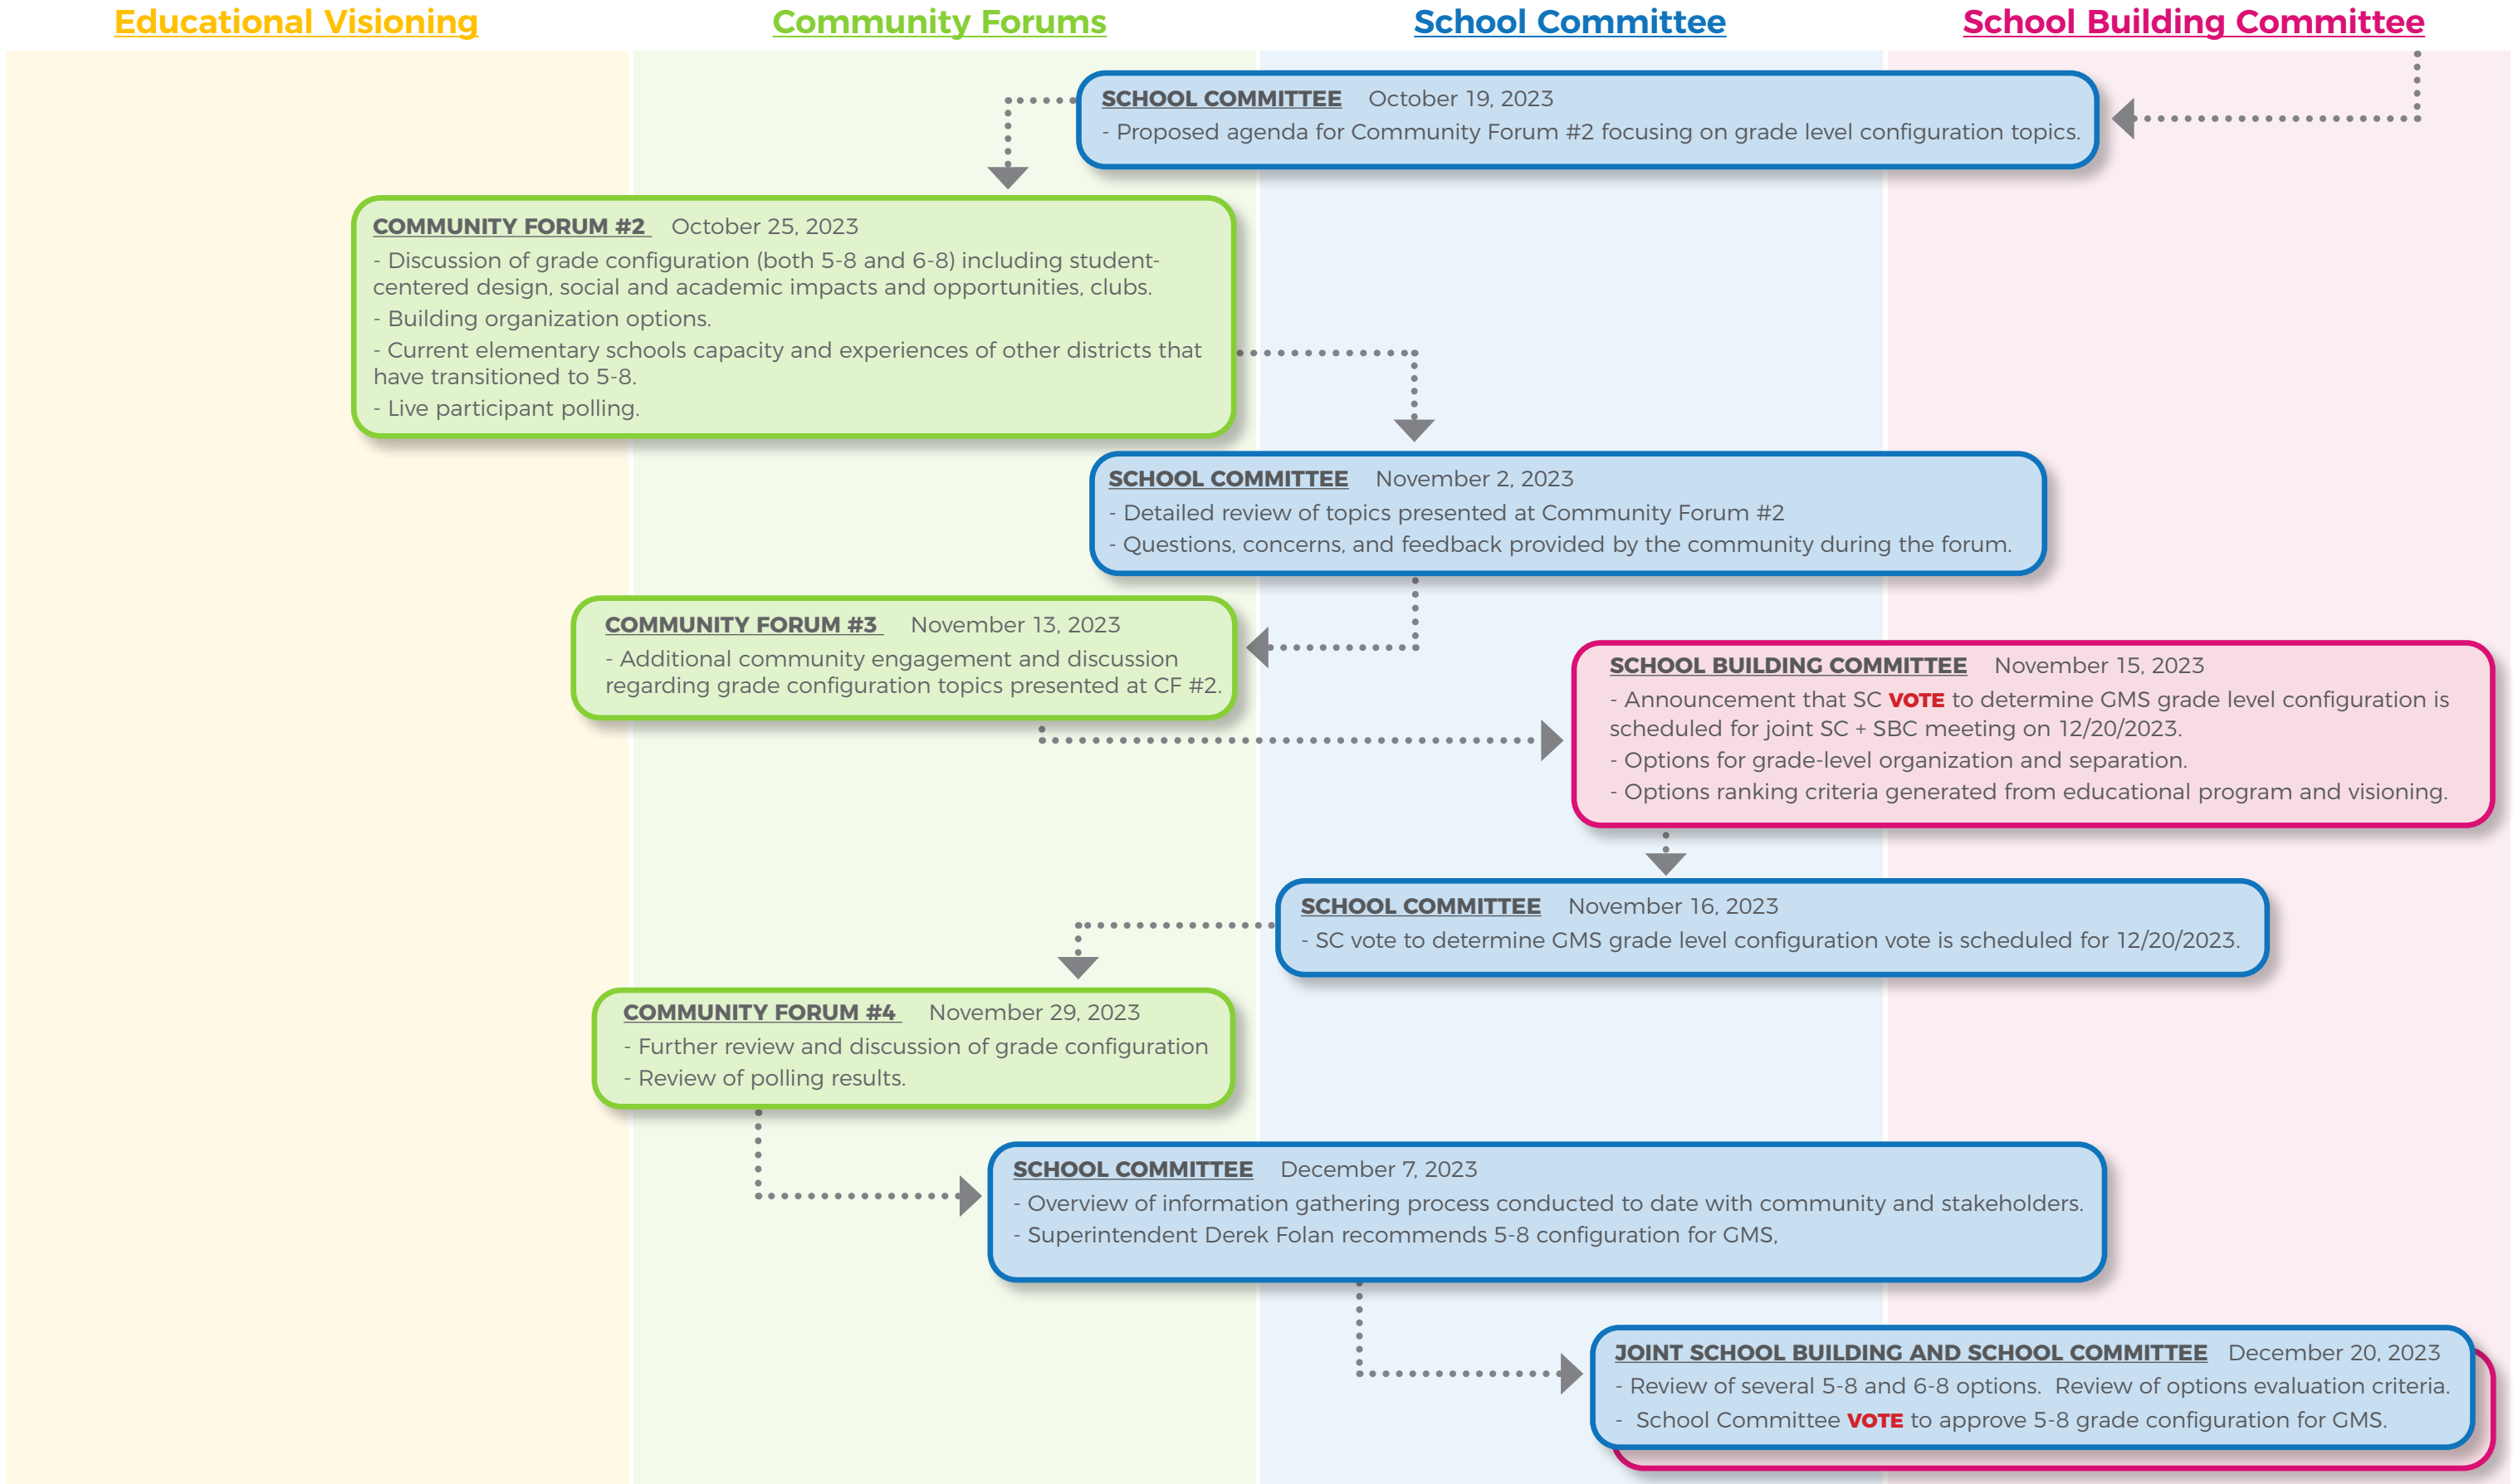 Educational Visioning
Community Forums
School Committee
School Building Committee
SCHOOL COMMITTEE October 19, 2023
- Proposed agenda for Community Forum #2 focusing on grade level configuration topics.
COMMUNITY FORUM #2 October 25, 2023
- Discussion of grade configuration (both 5-8 and 6-8) including student-
centered design, social and academic impacts and opportunities, clubs.
- Building organization options.
- Current elementary schools capacity and experiences of other districts that
have transitioned to 5-8.
- Live participant polling.
SCHOOL COMMITTEE November 2, 2023
- Detailed review of topics presented at Community Forum #2
- Questions, concerns, and feedback provided by the community during the forum.
COMMUNITY FORUM #3 November 13, 2023
- Additional community engagement and discussion
regarding grade configuration topics presented at CF #2.
SCHOOL BUILDING COMMITTEE November 15, 2023
- Announcement that SC VOTE to determine GMS grade level configuration is
scheduled for joint SC + SBC meeting on 12/20/2023.
- Options for grade-level organization and separation.
- Options ranking criteria generated from educational program and visioning.
SCHOOL COMMITTEE November 16, 2023
- SC vote to determine GMS grade level configuration vote is scheduled for 12/20/2023.
COMMUNITY FORUM #4 November 29, 2023
- Further review and discussion of grade configuration
- Review of polling results.
SCHOOL COMMITTEE December 7, 2023
- Overview of information gathering process conducted to date with community and stakeholders.
- Superintendent Derek Folan recommends 5-8 configuration for GMS,
JOINT SCHOOL BUILDING AND SCHOOL COMMITTEE December 20, 2023
- Review of several 5-8 and 6-8 options. Review of options evaluation criteria.
- School Committee VOTE to approve 5-8 grade configuration for GMS.